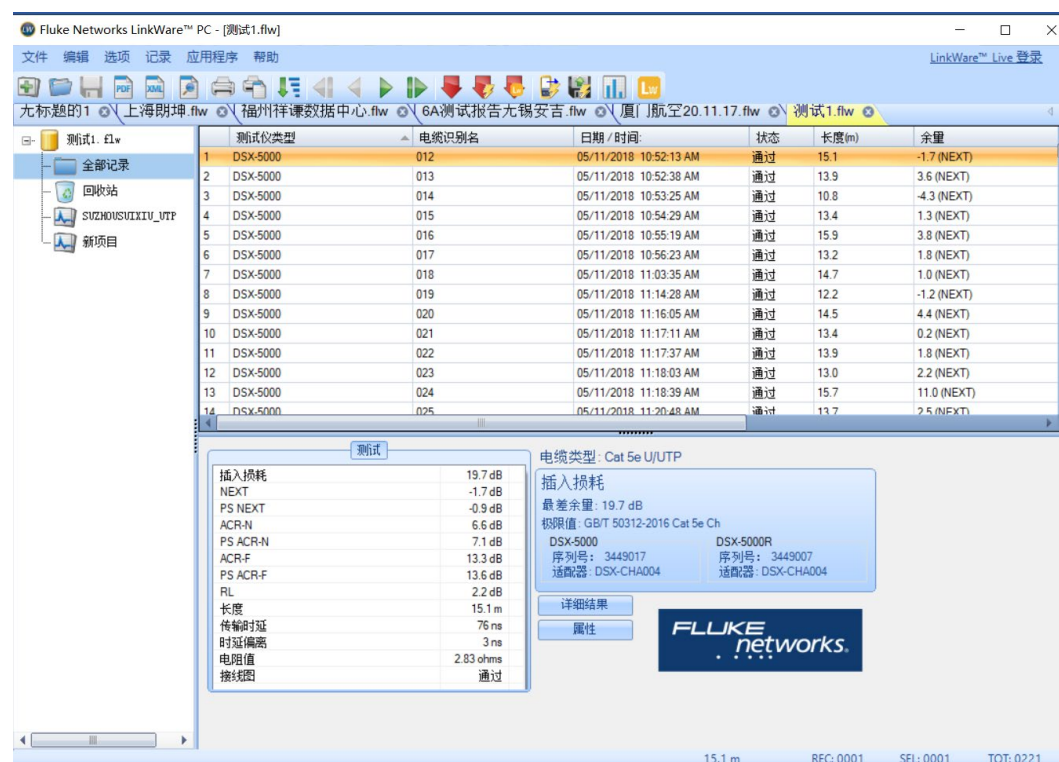 Fluke Networks LinkWare™ PC - [测试1.flw]
文件 编辑 选项 记录 应用程序 帮助 LinkWare™ Live 登录
无标题的1 上海朗坤.flw 福州祥谦数据中心.flw 6A测试报告无锡安吉.flw 厦门航空20.11.17.flw 测试1.flw
测试1.flw
全部记录
回收站
SUZHOUSUIXIU_UTP
新项目
测试仪类型 电缆识别名 日期 / 时间: 状态 长度(m) 余量
1 DSX-5000 012 05/11/2018 10:52:13 AM 通过 15.1 -1.7 (NEXT)
2 DSX-5000 013 05/11/2018 10:52:38 AM 通过 13.9 3.6 (NEXT)
3 DSX-5000 014 05/11/2018 10:53:25 AM 通过 10.8 -4.3 (NEXT)
4 DSX-5000 015 05/11/2018 10:54:29 AM 通过 13.4 1.3 (NEXT)
5 DSX-5000 016 05/11/2018 10:55:19 AM 通过 15.9 3.8 (NEXT)
6 DSX-5000 017 05/11/2018 10:56:23 AM 通过 13.2 1.8 (NEXT)
7 DSX-5000 018 05/11/2018 11:03:35 AM 通过 14.7 1.0 (NEXT)
8 DSX-5000 019 05/11/2018 11:14:28 AM 通过 12.2 -1.2 (NEXT)
9 DSX-5000 020 05/11/2018 11:16:05 AM 通过 14.5 4.4 (NEXT)
10 DSX-5000 021 05/11/2018 11:17:11 AM 通过 13.4 0.2 (NEXT)
11 DSX-5000 022 05/11/2018 11:17:37 AM 通过 13.9 1.8 (NEXT)
12 DSX-5000 023 05/11/2018 11:18:03 AM 通过 13.0 2.2 (NEXT)
13 DSX-5000 024 05/11/2018 11:18:39 AM 通过 15.7 11.0 (NEXT)
14 DSX-5000 025 05/11/2018 11:20:48 AM 通过 13.7 2.5 (NEXT)
测试
插入损耗 19.7 dB
NEXT -1.7 dB
PS NEXT -0.9 dB
ACR-N 6.6 dB
PS ACR-N 7.1 dB
ACR-F 13.3 dB
PS ACR-F 13.6 dB
RL 2.2 dB
长度 15.1 m
传输时延 76 ns
时延偏离 3 ns
电阻值 2.83 ohms
接线图 通过
电缆类型: Cat 5e U/UTP
插入损耗
最差余量: 19.7 dB
极限值: GB/T 50312-2016 Cat 5e Ch
DSX-5000 DSX-5000R
序列号: 3449017 序列号: 3449007
适配器: DSX-CHA004 适配器: DSX-CHA004
详细结果
属性
FLUKE
networks.
15.1 m REC: 0001 SEL: 0001 TOT: 0221